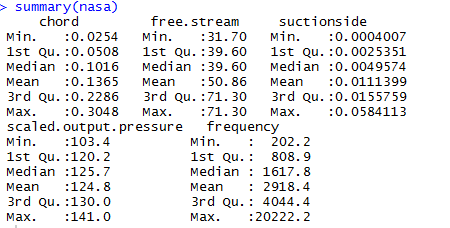 > summary(nasa)
     chord          free.stream     suctionside
 Min.   :0.0254   Min.   :31.70   Min.   :0.0004007
 1st Qu.:0.0508   1st Qu.:39.60   1st Qu.:0.0025351
 Median :0.1016   Median :39.60   Median :0.0049574
 Mean   :0.1365   Mean   :50.86   Mean   :0.0111399
 3rd Qu.:0.2286   3rd Qu.:71.30   3rd Qu.:0.0155759
 Max.   :0.3048   Max.   :71.30   Max.   :0.0584113
 scaled.output.pressure   frequency
 Min.   :103.4          Min.   :  202.2
 1st Qu.:120.2          1st Qu.:  808.9
 Median :125.7          Median : 1617.8
 Mean   :124.8          Mean   : 2918.4
 3rd Qu.:130.0          3rd Qu.: 4044.4
 Max.   :141.0          Max.   :20222.2